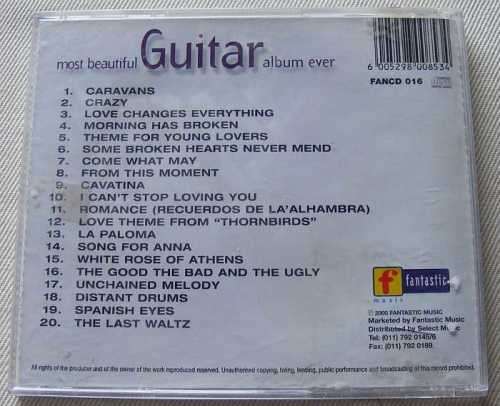 most beautiful Guitar album ever
6 005298 008534
FANCD 016
1. CARAVANS
2. CRAZY
3. LOVE CHANGES EVERYTHING
4. MORNING HAS BROKEN
5. THEME FOR YOUNG LOVERS
6. SOME BROKEN HEARTS NEVER MEND
7. COME WHAT MAY
8. FROM THIS MOMENT
9. CAVATINA
10. I CAN'T STOP LOVING YOU
11. ROMANCE (RECUERDOS DE LA'ALHAMBRA)
12. LOVE THEME FROM "THORNBIRDS"
13. LA PALOMA
14. SONG FOR ANNA
15. WHITE ROSE OF ATHENS
16. THE GOOD THE BAD AND THE UGLY
17. UNCHAINED MELODY
18. DISTANT DRUMS
19. SPANISH EYES
20. THE LAST WALTZ
f fantastic
music
℗ 2000 FANTASTIC MUSIC
Marketed by Fantastic Music
Distributed by Select Music
Tel: (011) 792 0145/6
Fax: (011) 792 0189
All rights of the producer and of the owner of the work reproduced reserved. Unauthorised copying, hiring, lending, public performance and broadcasting of this record prohibited.